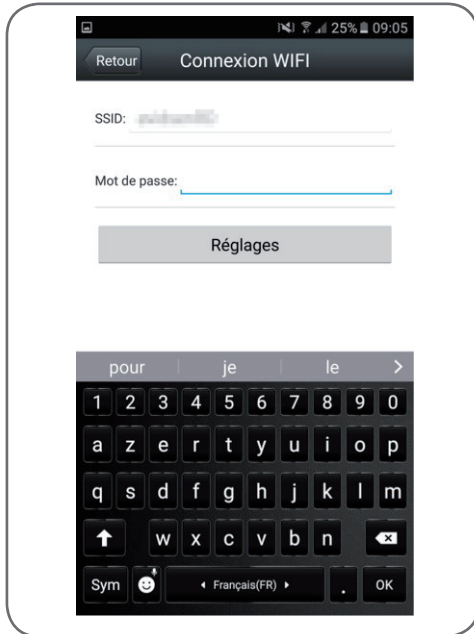 25% 09:05
Retour Connexion WIFI
SSID:
Mot de passe:
Réglages
pour je le >
1 2 3 4 5 6 7 8 9 0
a z e r t y u i o p
q s d f g h j k l m
w x c v b n
Sym Français(FR) . OK